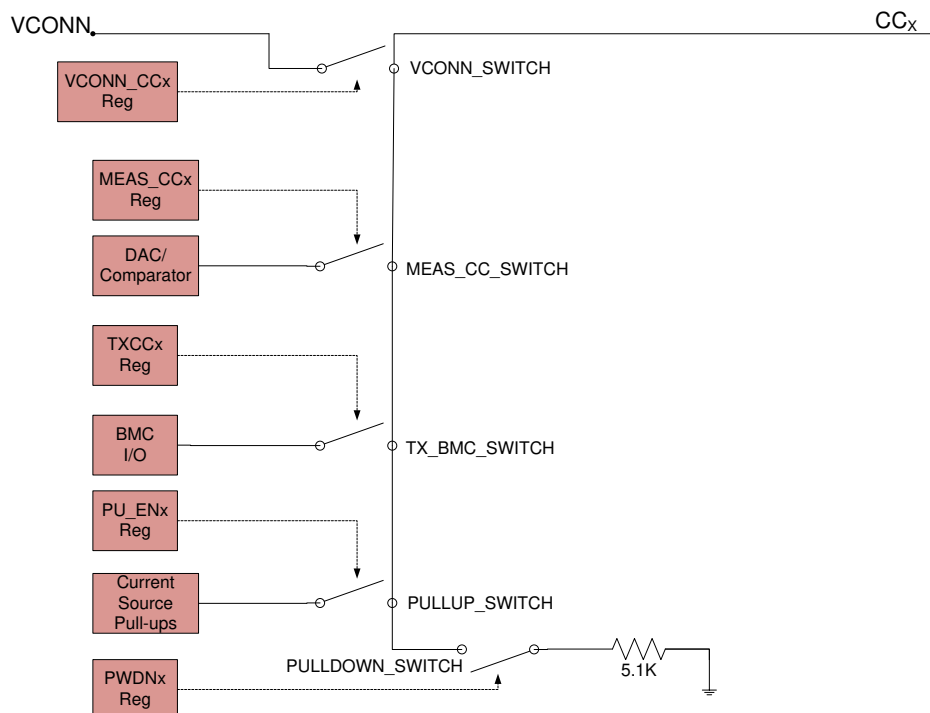 VCONN
CCX
VCONN_SWITCH
VCONN_CCx
Reg
MEAS_CCx
Reg
DAC/
Comparator
MEAS_CC_SWITCH
TXCCx
Reg
BMC
I/O
TX_BMC_SWITCH
PU_ENx
Reg
Current
Source
Pull-ups
PULLUP_SWITCH
PULLDOWN_SWITCH
5.1K
PWDNx
Reg